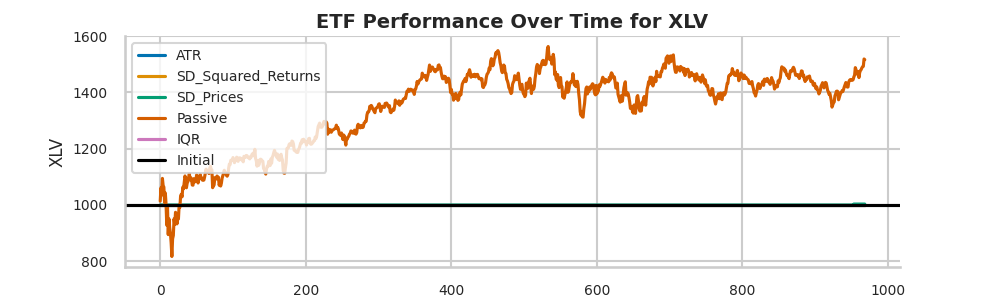 ETF Performance Over Time for XLV
1600
1400
1200
1000
800
XLV
ATR
SD_Squared_Returns
SD_Prices
Passive
IQR
Initial
0 200 400 600 800 1000